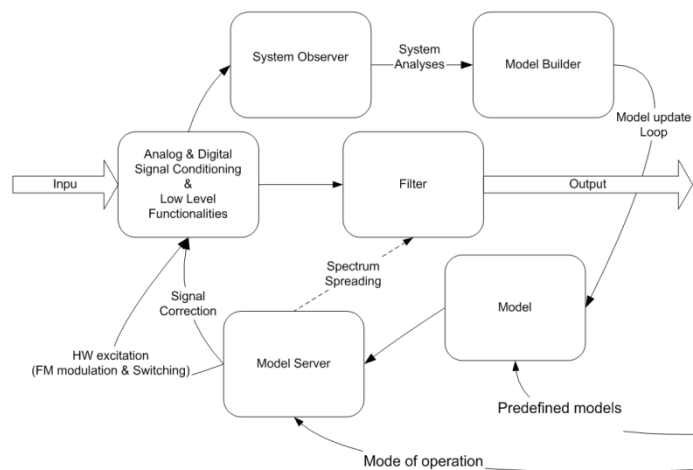 System Observer
System
Analyses
Model Builder
Model update
Loop
Inpu
Analog & Digital
Signal Conditioning
&
Low Level
Functionalities
Filter
Output
Spectrum
Spreading
Signal
Correction
Model
HW excitation
(FM modulation & Switching)
Model Server
Predefined models
Mode of operation